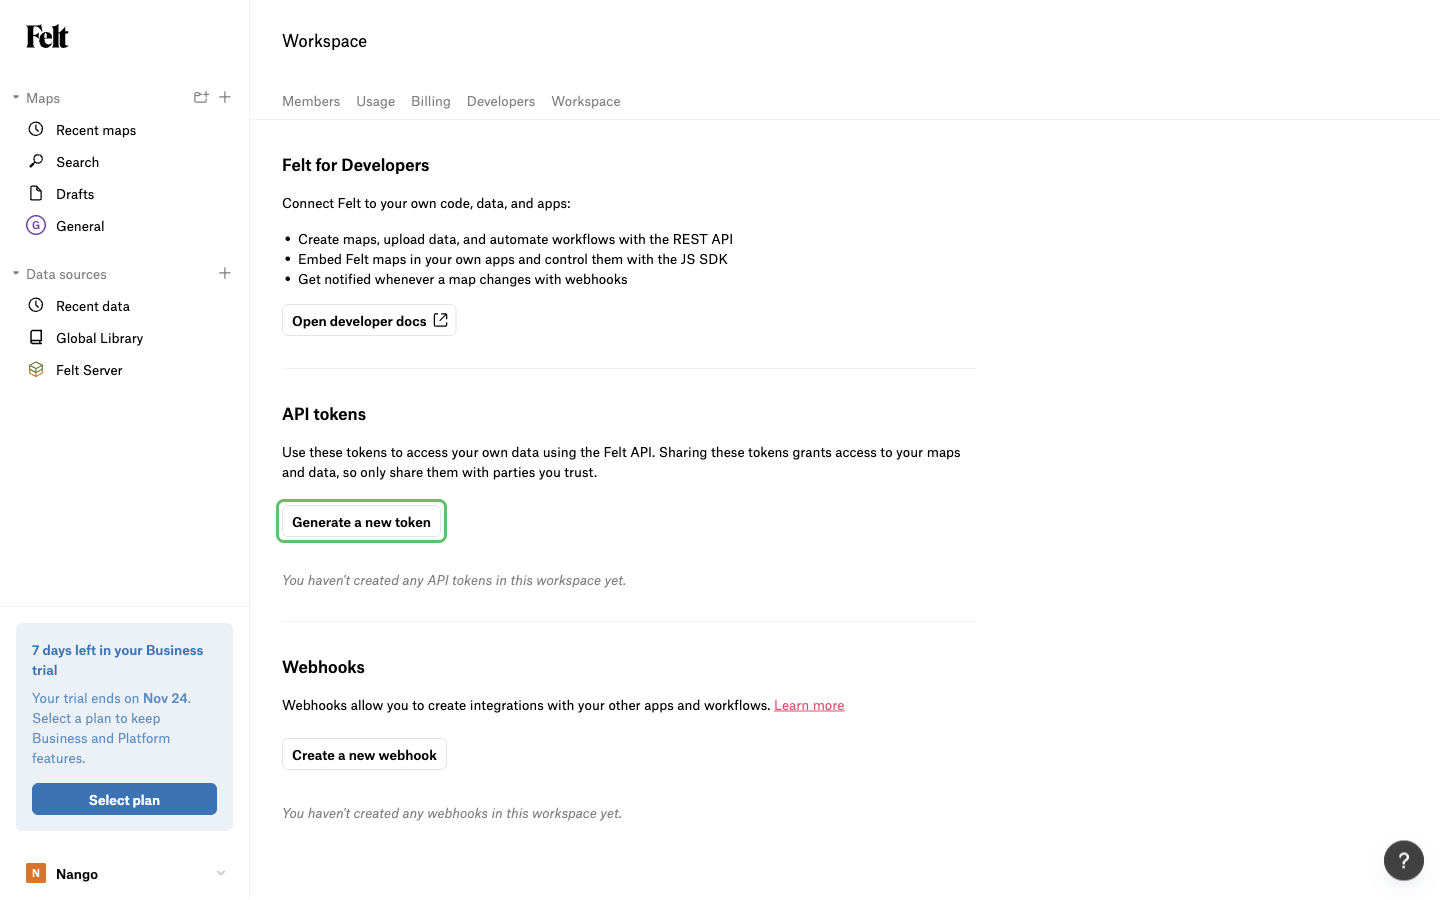 Felt
Maps
Recent maps
Search
Drafts
G General
Data sources
Recent data
Global Library
Felt Server
7 days left in your Business
trial
Your trial ends on Nov 24.
Select a plan to keep
Business and Platform
features.
Select plan
N Nango
Workspace
Members Usage Billing Developers Workspace
Felt for Developers
Connect Felt to your own code, data, and apps:
• Create maps, upload data, and automate workflows with the REST API
• Embed Felt maps in your own apps and control them with the JS SDK
• Get notified whenever a map changes with webhooks
Open developer docs
API tokens
Use these tokens to access your own data using the Felt API. Sharing these tokens grants access to your maps
and data, so only share them with parties you trust.
Generate a new token
You haven't created any API tokens in this workspace yet.
Webhooks
Webhooks allow you to create integrations with your other apps and workflows. Learn more
Create a new webhook
You haven't created any webhooks in this workspace yet.
?